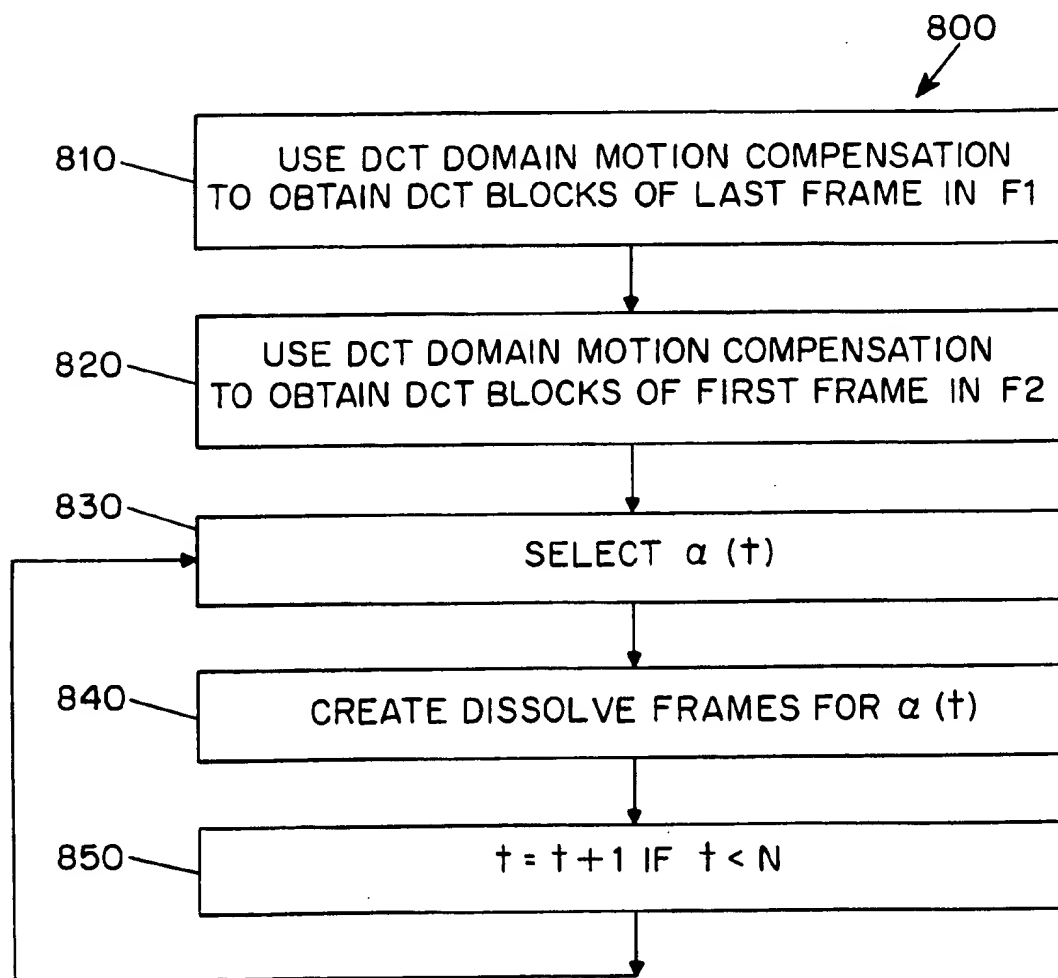 800
810
USE DCT DOMAIN MOTION COMPENSATION
TO OBTAIN DCT BLOCKS OF LAST FRAME IN F1
820
USE DCT DOMAIN MOTION COMPENSATION
TO OBTAIN DCT BLOCKS OF FIRST FRAME IN F2
830
SELECT α (t)
840
CREATE DISSOLVE FRAMES FOR α (t)
850
t = t + 1 IF t < N